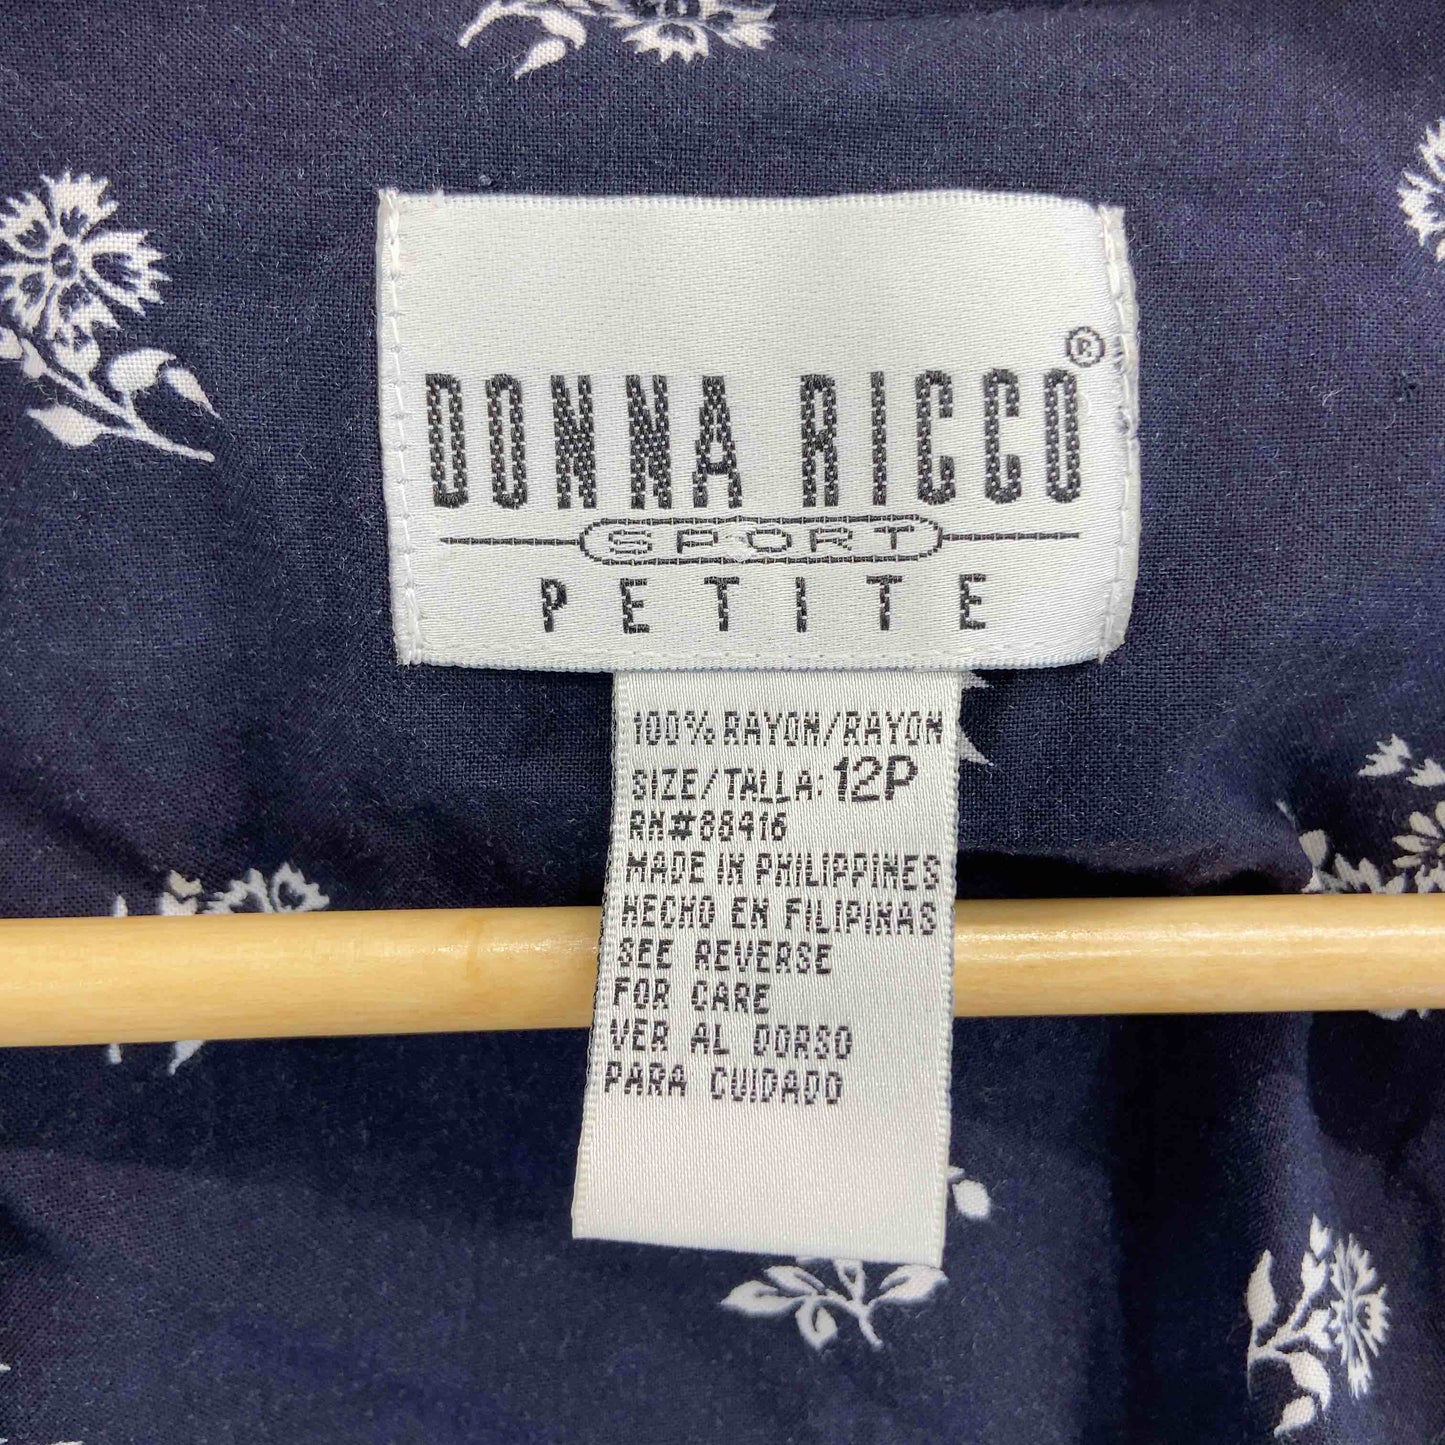 DONNA RICCO®
SPORT
PETITE
100% RAYON/RAYON
SIZE/TALLA: 12P
RN#88416
MADE IN PHILIPPINES
HECHO EN FILIPINAS
SEE REVERSE
FOR CARE
VER AL DORSO
PARA CUIDADO